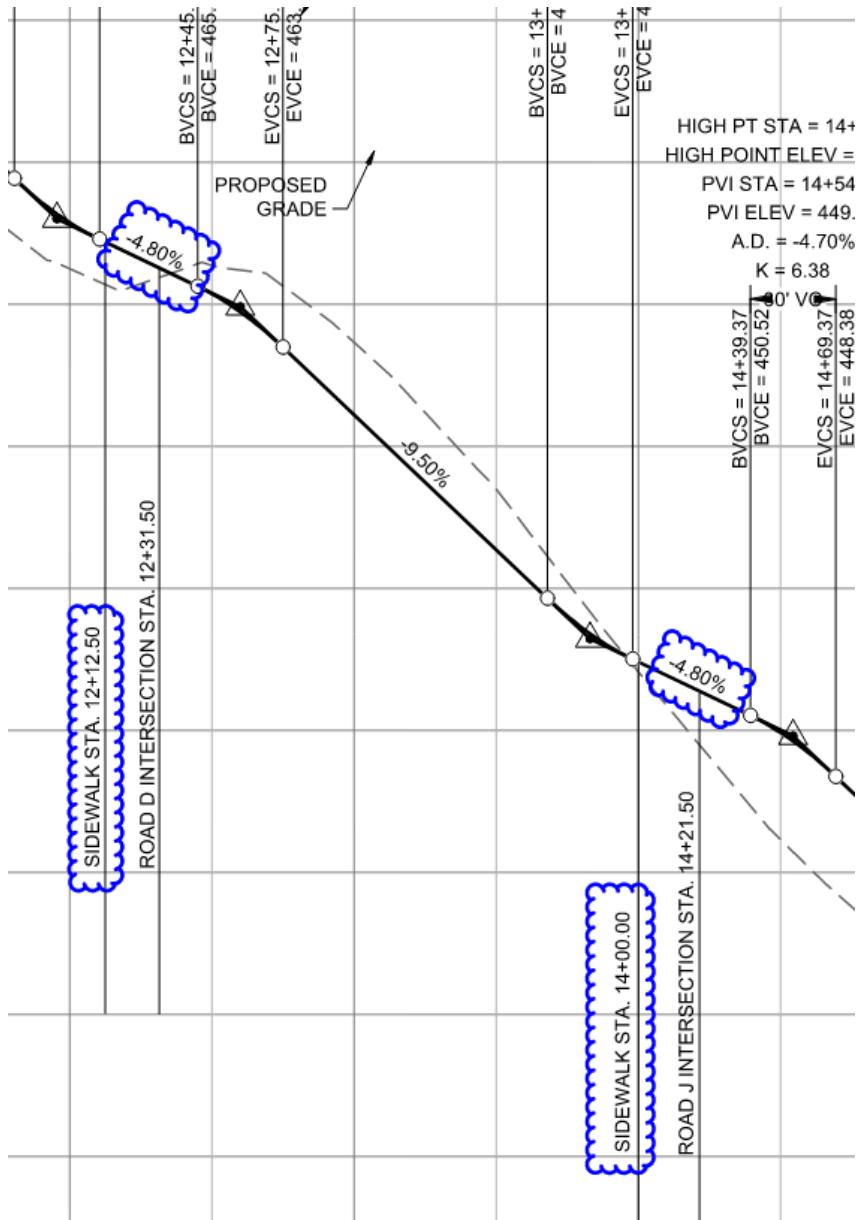 BVCS = 12+45.
BVCE = 465.
EVCS = 12+75.
EVCE = 463.
BVCS = 13+
BVCE = 4
EVCS = 13+
EVCE = 4
HIGH PT STA = 14+
HIGH POINT ELEV =
PVI STA = 14+54
PVI ELEV = 449.
A.D. = -4.70%
K = 6.38
30' VC
BVCS = 14+39.37
BVCE = 450.52
EVCS = 14+69.37
EVCE = 448.38
PROPOSED
GRADE
-4.80%
-9.50%
-4.80%
SIDEWALK STA. 12+12.50
ROAD D INTERSECTION STA. 12+31.50
SIDEWALK STA. 14+00.00
ROAD J INTERSECTION STA. 14+21.50